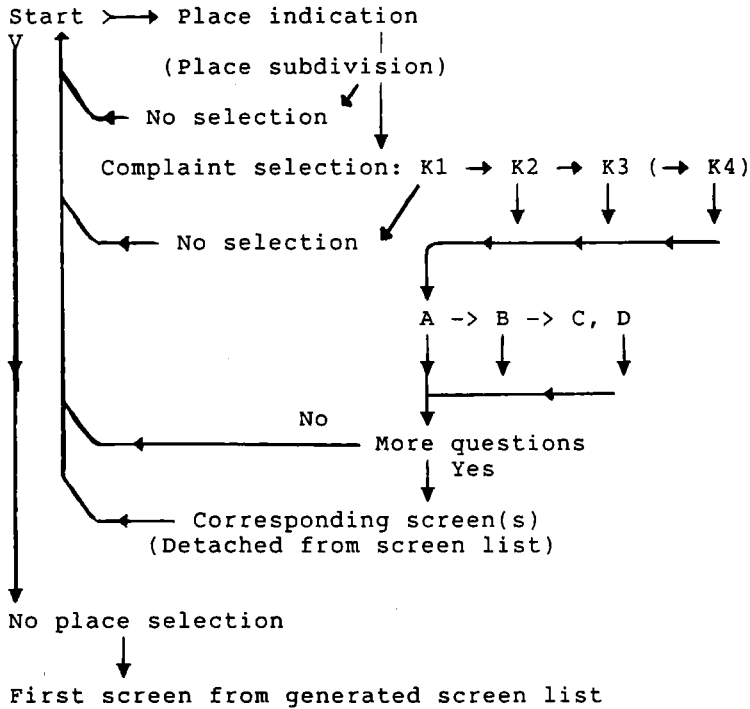 Start Place indication
(Place subdivision)
No selection
Complaint selection: K1 → K2 → K3 (→ K4)
No selection
A -> B -> C, D
No
More questions
Yes
Corresponding screen(s)
(Detached from screen list)
No place selection
First screen from generated screen list